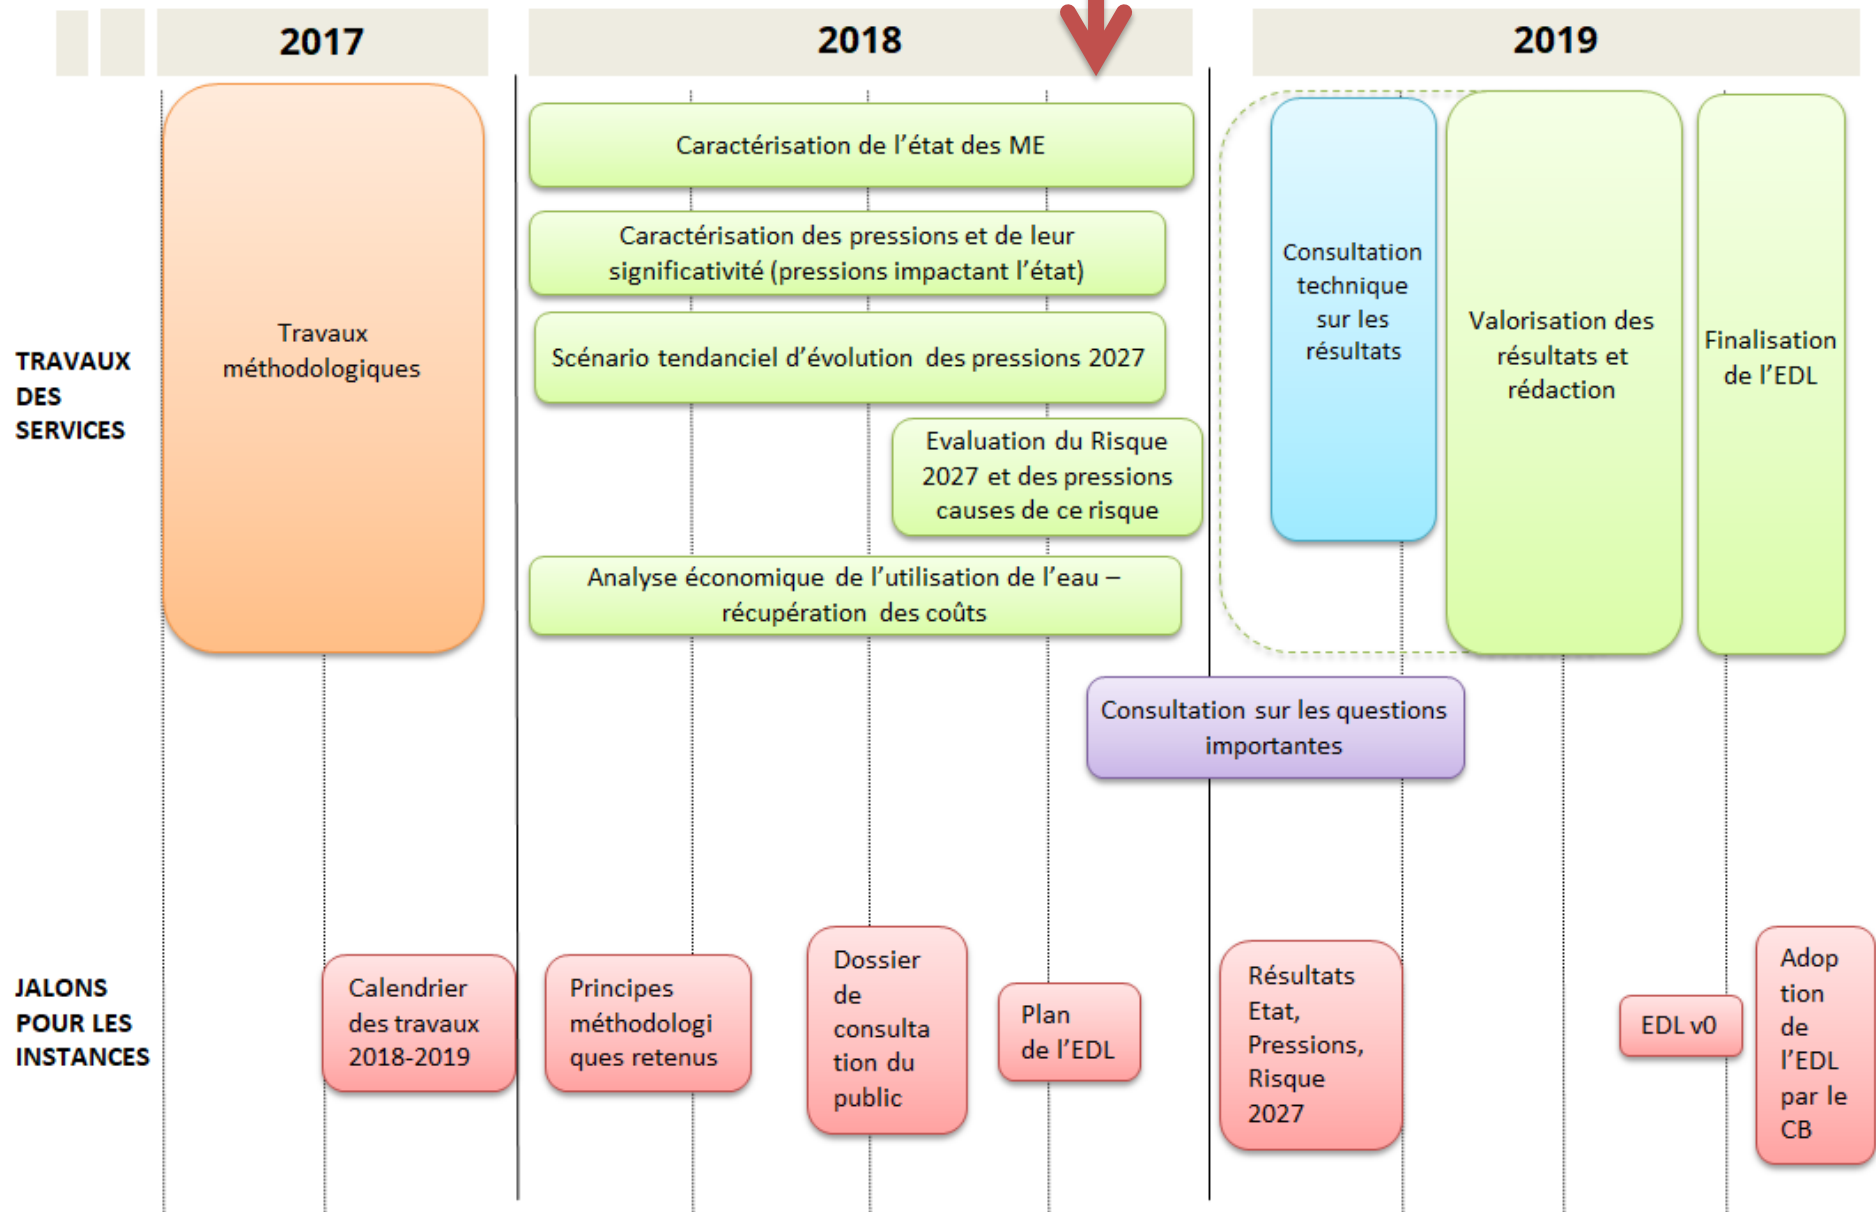 2017
2018
2019
TRAVAUX
DES
SERVICES
Travaux
méthodologiques
Caractérisation de l'état des ME
Caractérisation des pressions et de leur
significativité (pressions impactant l'état)
Scénario tendanciel d'évolution des pressions 2027
Evaluation du Risque
2027 et des pressions
causes de ce risque
Analyse économique de l'utilisation de l'eau –
récupération des coûts
Consultation
technique
sur les
résultats
Valorisation des
résultats et
rédaction
Finalisation
de l'EDL
Consultation sur les questions
importantes
JALONS
POUR LES
INSTANCES
Calendrier
des travaux
2018-2019
Principes
méthodologi
ques retenus
Dossier
de
consulta
tion du
public
Plan
de l'EDL
Résultats
Etat,
Pressions,
Risque
2027
EDL v0
Adop
tion
de
l'EDL
par le
CB